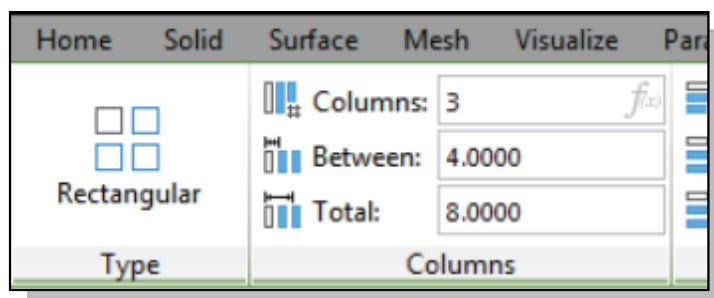 Home Solid Surface Mesh Visualize Para
Columns: 3 f(x)
Between: 4.0000
Rectangular
Total: 8.0000
Type Columns